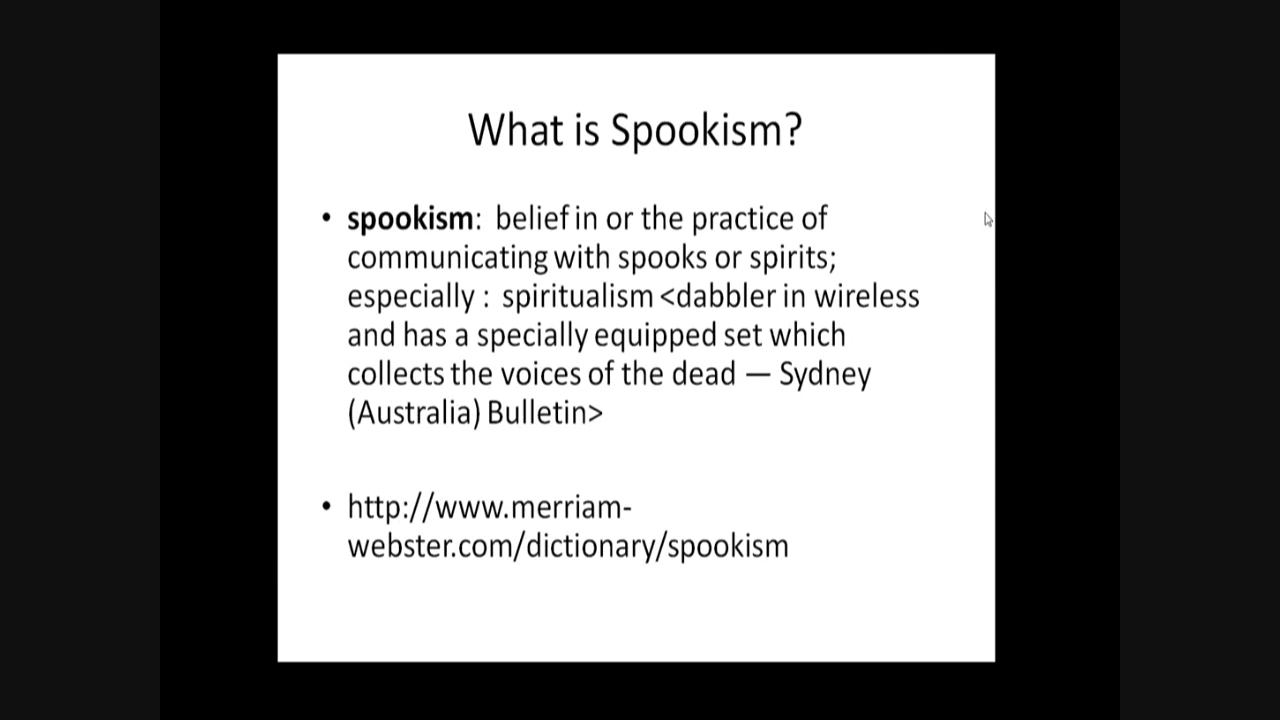 What is Spookism?
• spookism: belief in or the practice of
communicating with spooks or spirits;
especially : spiritualism <dabbler in wireless
and has a specially equipped set which
collects the voices of the dead — Sydney
(Australia) Bulletin>
• http://www.merriam-
webster.com/dictionary/spookism